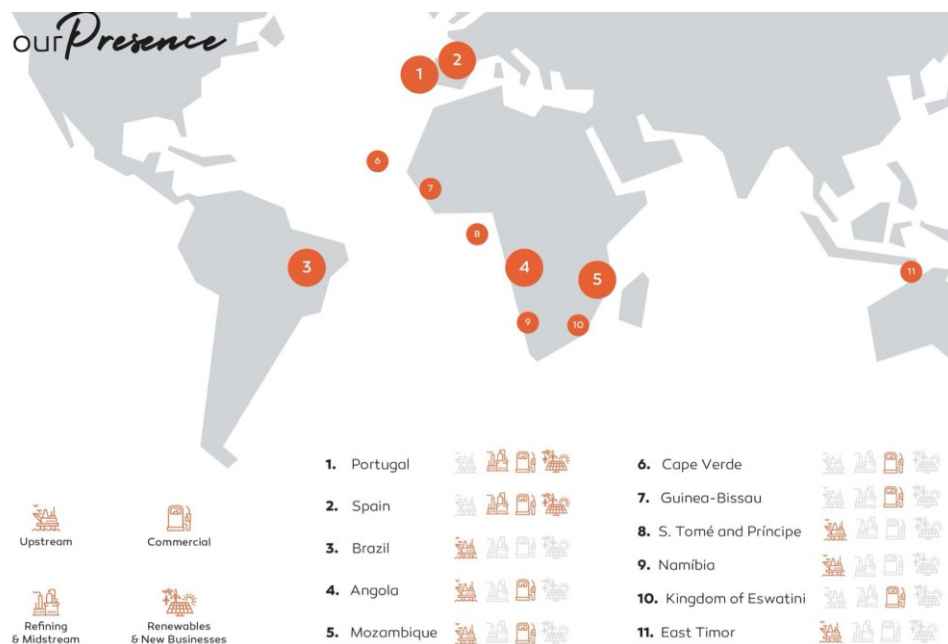 our Presence
1
2
3
4
5
6
7
8
9
10
11
Upstream
Commercial
Refining
& Midstream
Renewables
& New Businesses
1. Portugal
2. Spain
3. Brazil
4. Angola
5. Mozambique
6. Cape Verde
7. Guinea-Bissau
8. S. Tomé and Príncipe
9. Namíbia
10. Kingdom of Eswatini
11. East Timor